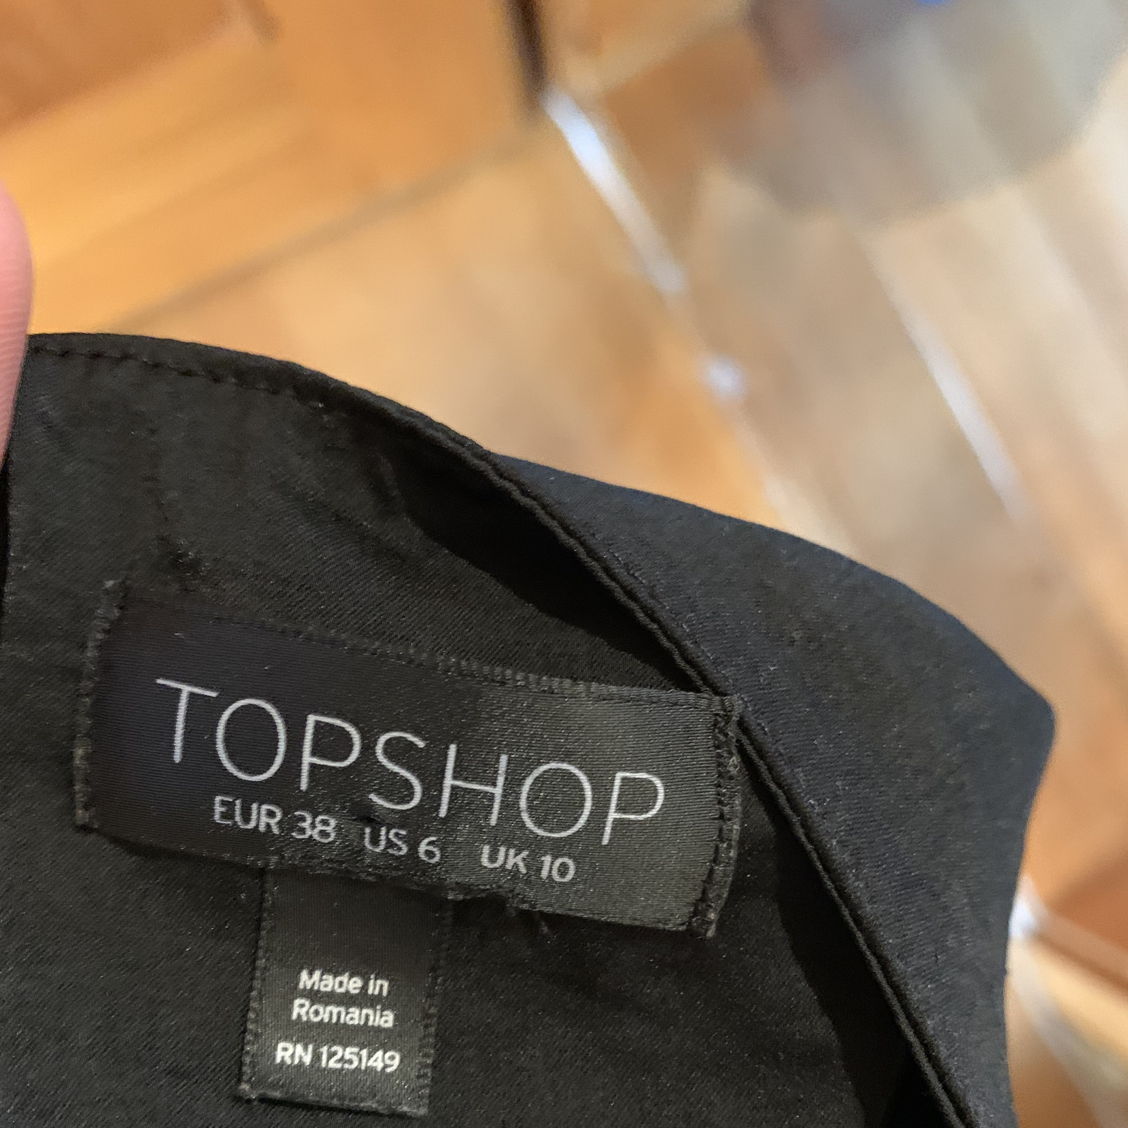 TOPSHOP
EUR 38 US 6 UK 10
Made in
Romania
RN 125149